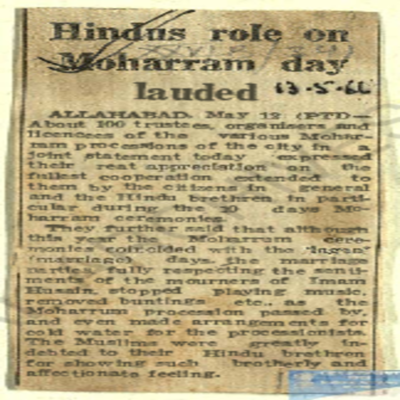 Hindus role on
Moharram day
lauded
13-5-66
ALLAHABAD, May 12 (PTI)—
About 100 trustees, organisers and
licencees of the various Mohar-
ram processions of the city in a
joint statement today expressed
their great appreciation on the
fullest cooperation extended to
them by the citizens in general
and the Hindu brethren in parti-
cular during the 10 days Mo-
harram ceremonies.
They further said that although
this year the Moharrum cere-
monies coincided with the "lagan"
(marriage) days, the marriage
parties, fully respecting the senti-
ments of the mourners of Imam
Husain, stopped playing music,
removed buntings etc. as the
Moharrum procession passed by,
and even made arrangements for
cold water for the processionists.
The Muslims were greatly in-
debted to their Hindu brethren
for showing such brotherly and
affectionate feeling.